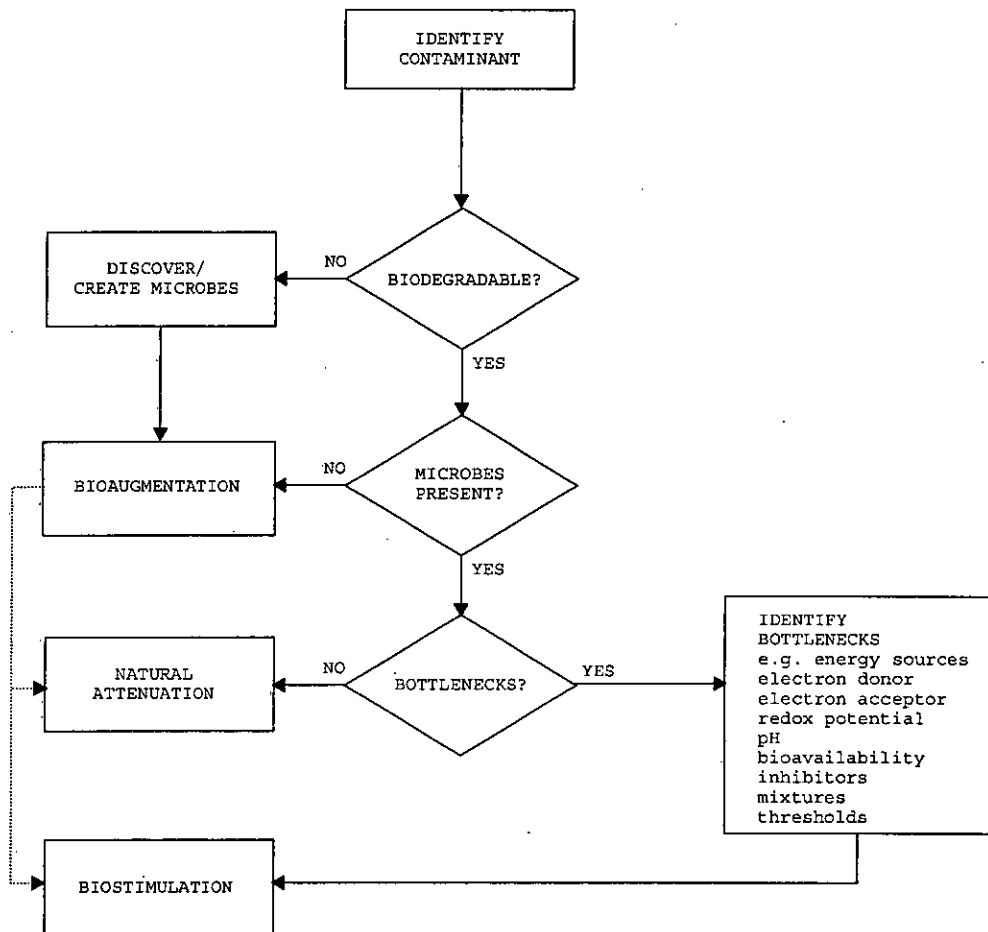 IDENTIFY
CONTAMINANT
NO
BIODEGRADABLE?
DISCOVER/
CREATE MICROBES
YES
NO
MICROBES
PRESENT?
BIOAUGMENTATION
YES
NO
BOTTLENECKS?
YES
NATURAL
ATTENUATION
IDENTIFY
BOTTLENECKS
e.g. energy sources
electron donor
electron acceptor
redox potential
pH
bioavailability
inhibitors
mixtures
thresholds
BIOSTIMULATION